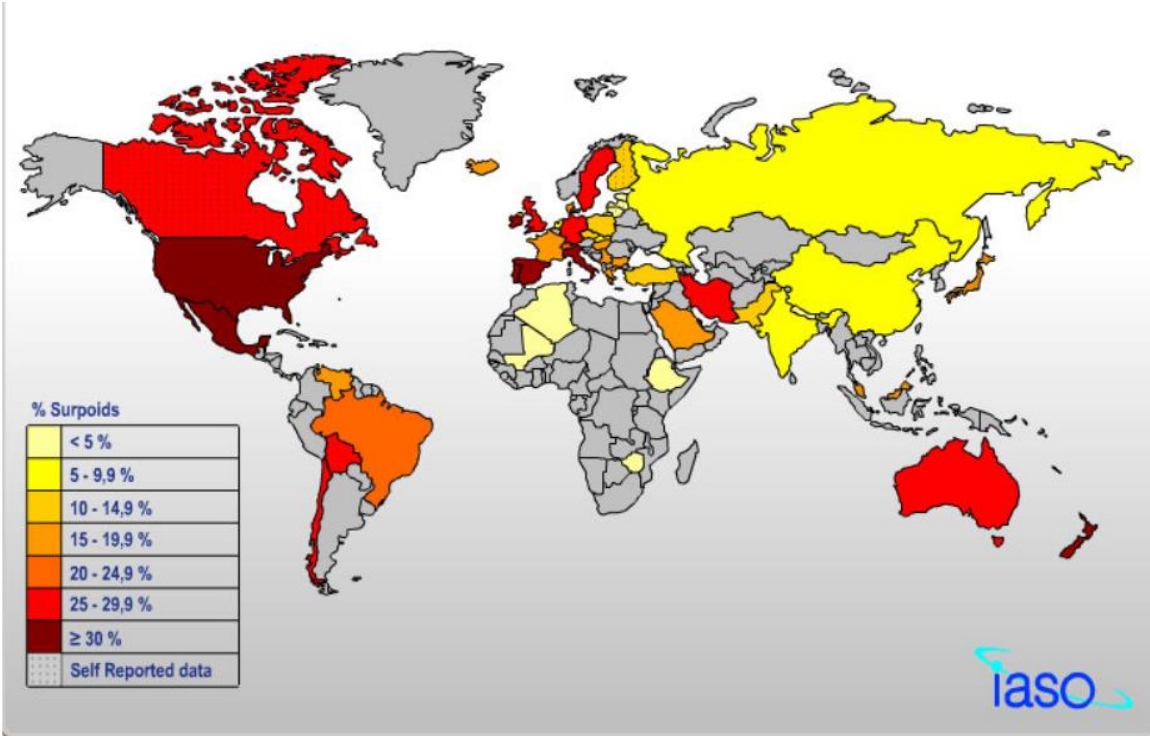 % Surpoids
< 5 %
5 - 9,9 %
10 - 14,9 %
15 - 19,9 %
20 - 24,9 %
25 - 29,9 %
≥ 30 %
Self Reported data
iaso